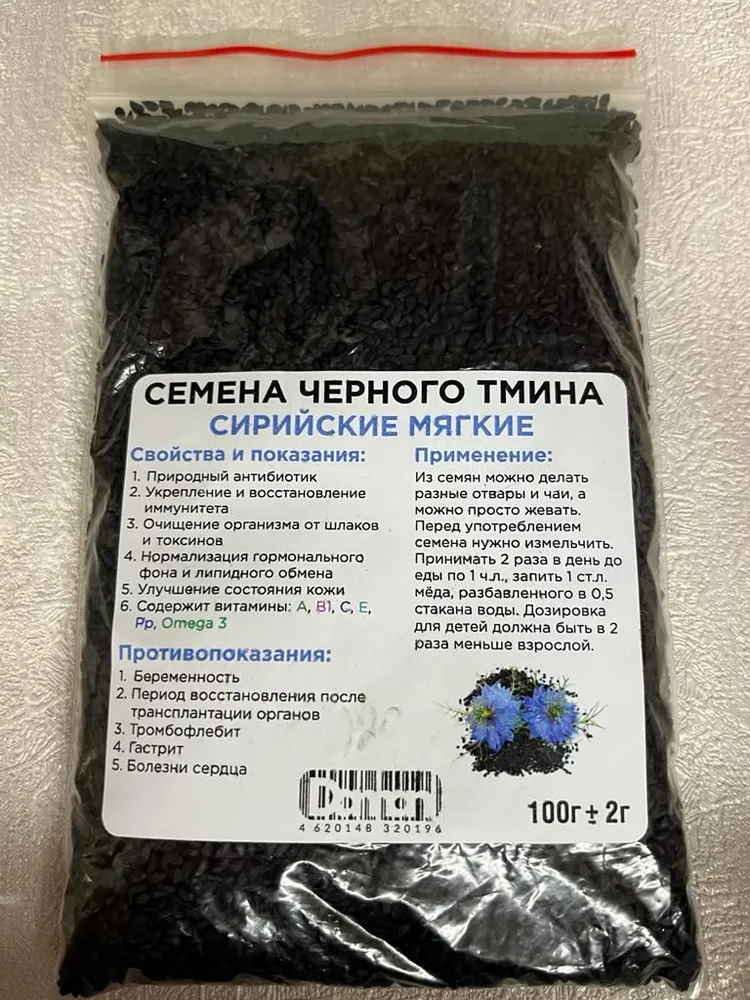 СЕМЕНА ЧЕРНОГО ТМИНА
СИРИЙСКИЕ МЯГКИЕ
Свойства и показания:
1. Природный антибиотик
2. Укрепление и восстановление
иммунитета
3. Очищение организма от шлаков
и токсинов
4. Нормализация гормонального
фона и липидного обмена
5. Улучшение состояния кожи
6. Содержит витамины: А, В1, С, Е,
Рр, Omega 3
Противопоказания:
1. Беременность
2. Период восстановления после
трансплантации органов
3. Тромбофлебит
4. Гастрит
5. Болезни сердца
Применение:
Из семян можно делать
разные отвары и чаи, а
можно просто жевать.
Перед употреблением
семена нужно измельчить.
Принимать 2 раза в день до
еды по 1 ч.л., запить 1 ст.л.
мёда, разбавленного в 0,5
стакана воды. Дозировка
для детей должна быть в 2
раза меньше взрослой.
4 620148 320196
100г ± 2г